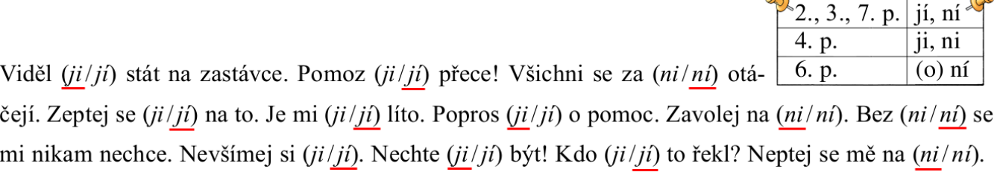 2., 3., 7. p. jí, ní
4. p. ji, ni
6. p. (o) ní
Viděl (ji/jí) stát na zastávce. Pomoz (ji/jí) přece! Všichni se za (ni/ní) otá-
čejí. Zeptej se (ji/jí) na to. Je mi (ji/jí) líto. Popros (ji/jí) o pomoc. Zavolej na (ni/ní). Bez (ni/ní) se
mi nikam nechce. Nevšímej si (ji/jí). Nechte (ji/jí) být! Kdo (ji/jí) to řekl? Neptej se mě na (ni/ní).